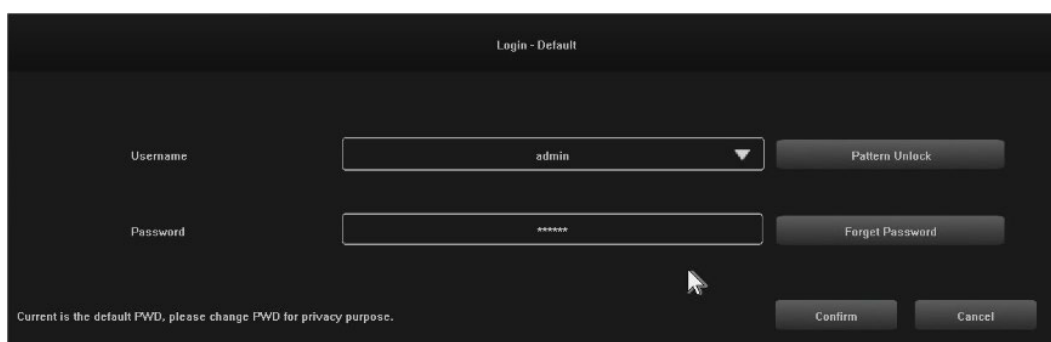 Login - Default
Username admin Pattern Unlock
Password ****** Forget Password
Current is the default PWD, please change PWD for privacy purpose. Confirm Cancel